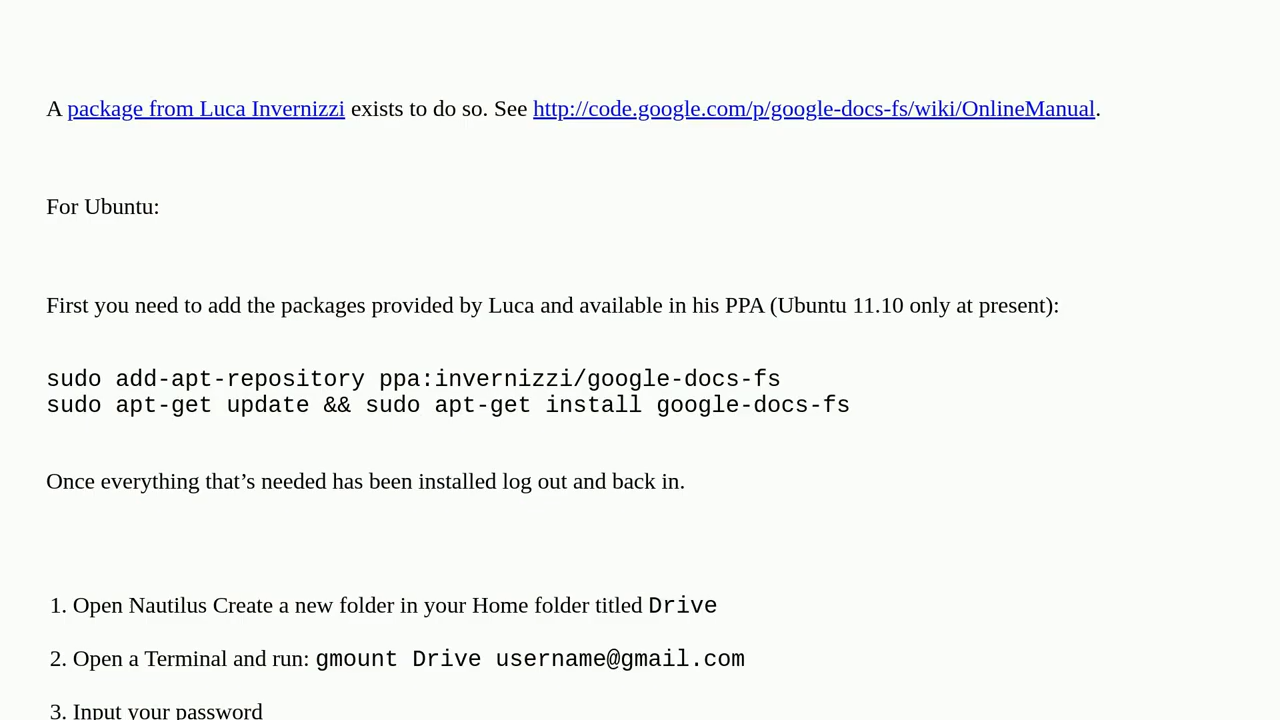 A package from Luca Invernizzi exists to do so. See http://code.google.com/p/google-docs-fs/wiki/OnlineManual.
For Ubuntu:
First you need to add the packages provided by Luca and available in his PPA (Ubuntu 11.10 only at present):
sudo add-apt-repository ppa:invernizzi/google-docs-fs
sudo apt-get update && sudo apt-get install google-docs-fs
Once everything that’s needed has been installed log out and back in.
1. Open Nautilus Create a new folder in your Home folder titled Drive
2. Open a Terminal and run: gmount Drive username@gmail.com
3. Input your password